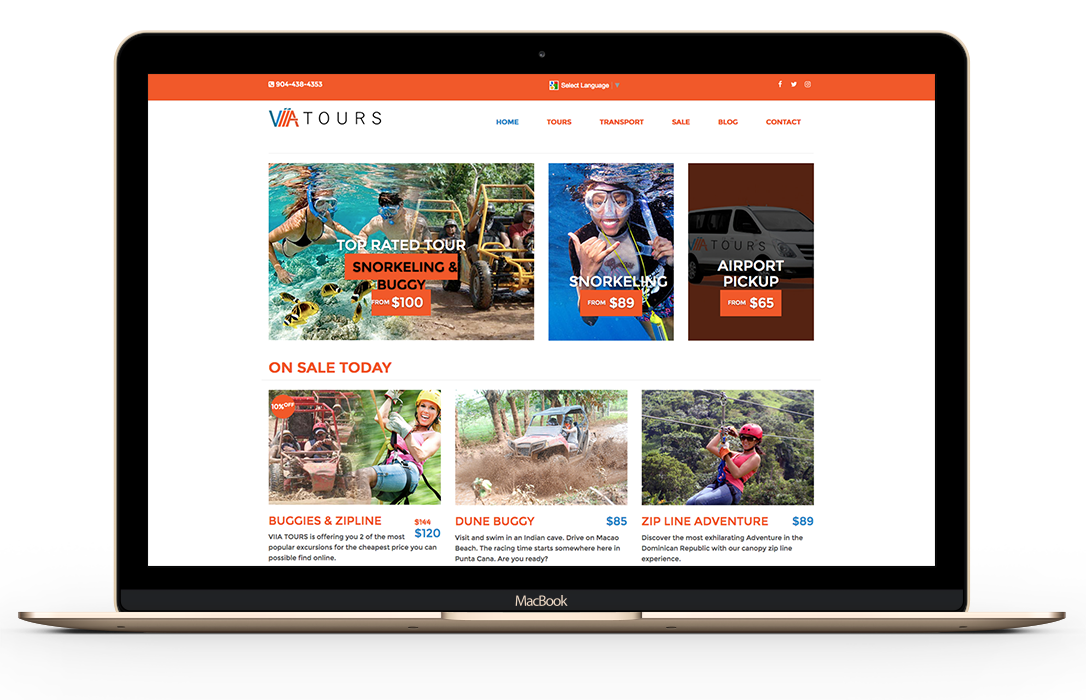 904-438-4353
Select Language
VIIA TOURS
HOME
TOURS
TRANSPORT
SALE
BLOG
CONTACT
TOP RATED TOUR
SNORKELING &
BUGGY
FROM $100
SNORKELING
FROM $89
VIIA TOURS
AIRPORT
PICKUP
FROM $65
ON SALE TODAY
10%OFF
BUGGIES & ZIPLINE
$144
$120
VIIA TOURS is offering you 2 of the most
popular excursions for the cheapest price you can
possible find online.
DUNE BUGGY
$85
Visit and swim in an Indian cave. Drive on Macao
Beach. The racing time starts somewhere here in
Punta Cana. Are you ready?
ZIP LINE ADVENTURE
$89
Discover the most exhilarating Adventure in the
Dominican Republic with our canopy zip line
experience.
MacBook